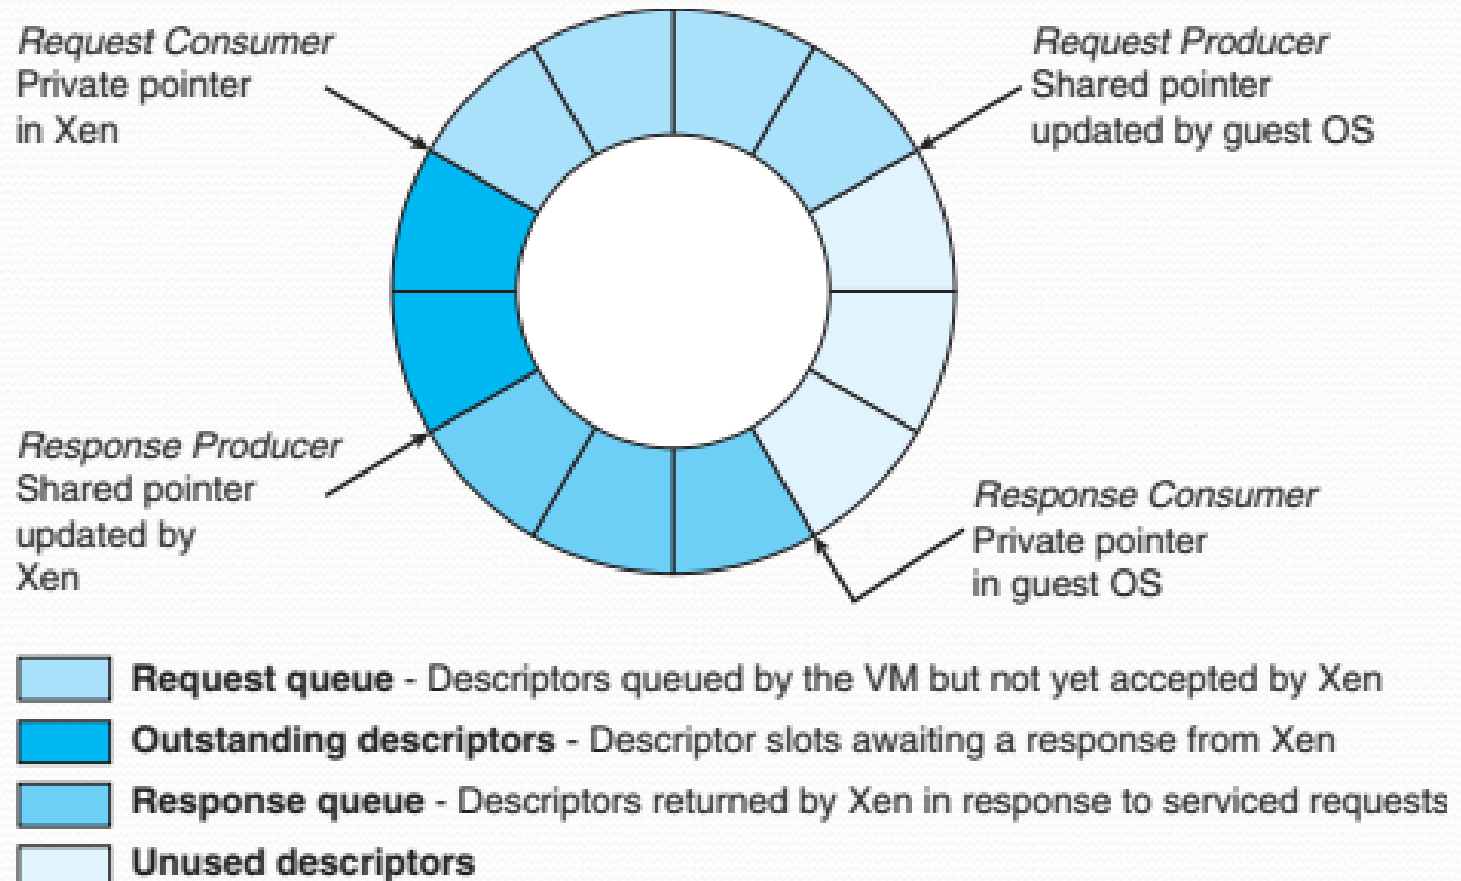 Request Consumer
Private pointer
in Xen
Request Producer
Shared pointer
updated by guest OS
Response Producer
Shared pointer
updated by
Xen
Response Consumer
Private pointer
in guest OS
Request queue - Descriptors queued by the VM but not yet accepted by Xen
Outstanding descriptors - Descriptor slots awaiting a response from Xen
Response queue - Descriptors returned by Xen in response to serviced requests
Unused descriptors